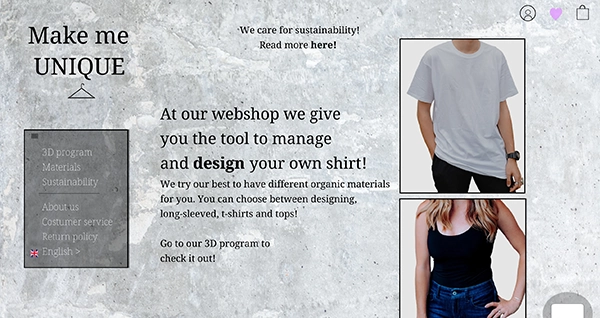 Make me
UNIQUE
We care for sustainability!
Read more here!
3D program
Materials
Sustainability
About us
Costumer service
Return policy
English >
At our webshop we give
you the tool to manage
and design your own shirt!
We try our best to have different organic materials
for you. You can choose between designing,
long-sleeved, t-shirts and tops!
Go to our 3D program to
check it out!